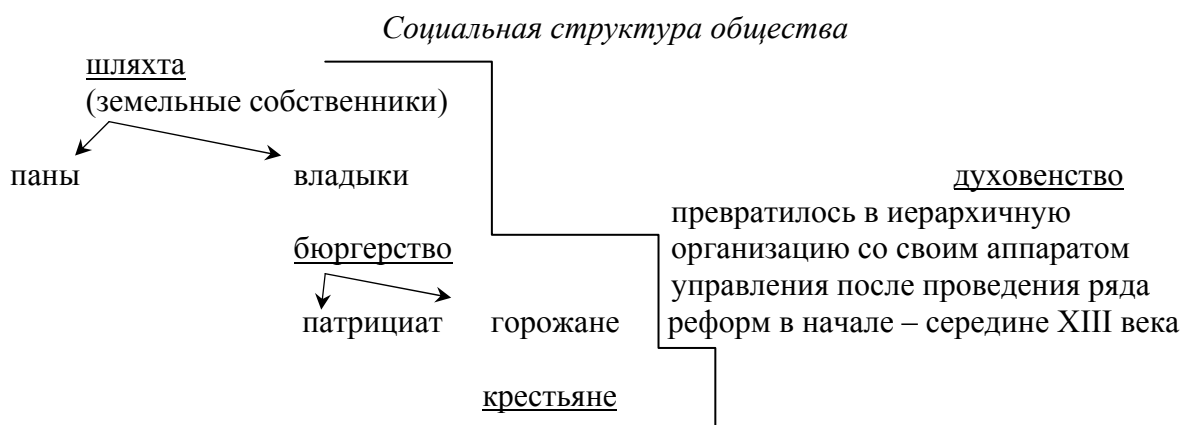 Социальная структура общества
шляхта
(земельные собственники)
паны владыки духовенство
превратилось в иерархичную
бюргерство организацию со своим аппаратом
управления после проведения ряда
патрициат горожане реформ в начале – середине XIII века
крестьяне